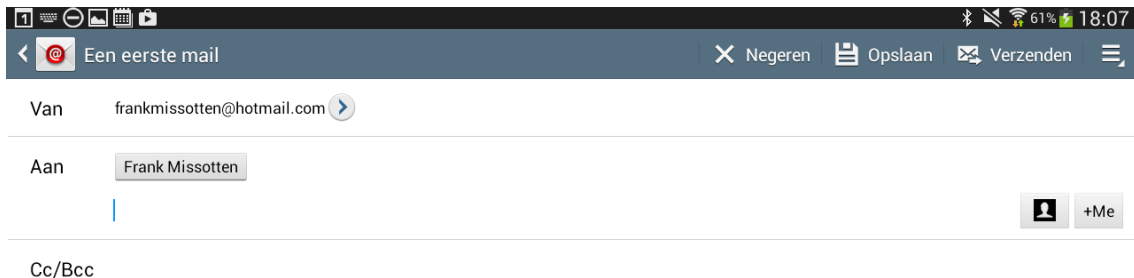 1 61% 18:07
@ Een eerste mail Negeren Opslaan Verzenden
Van frankmissotten@hotmail.com
Aan Frank Missotten
+Me
Cc/Bcc